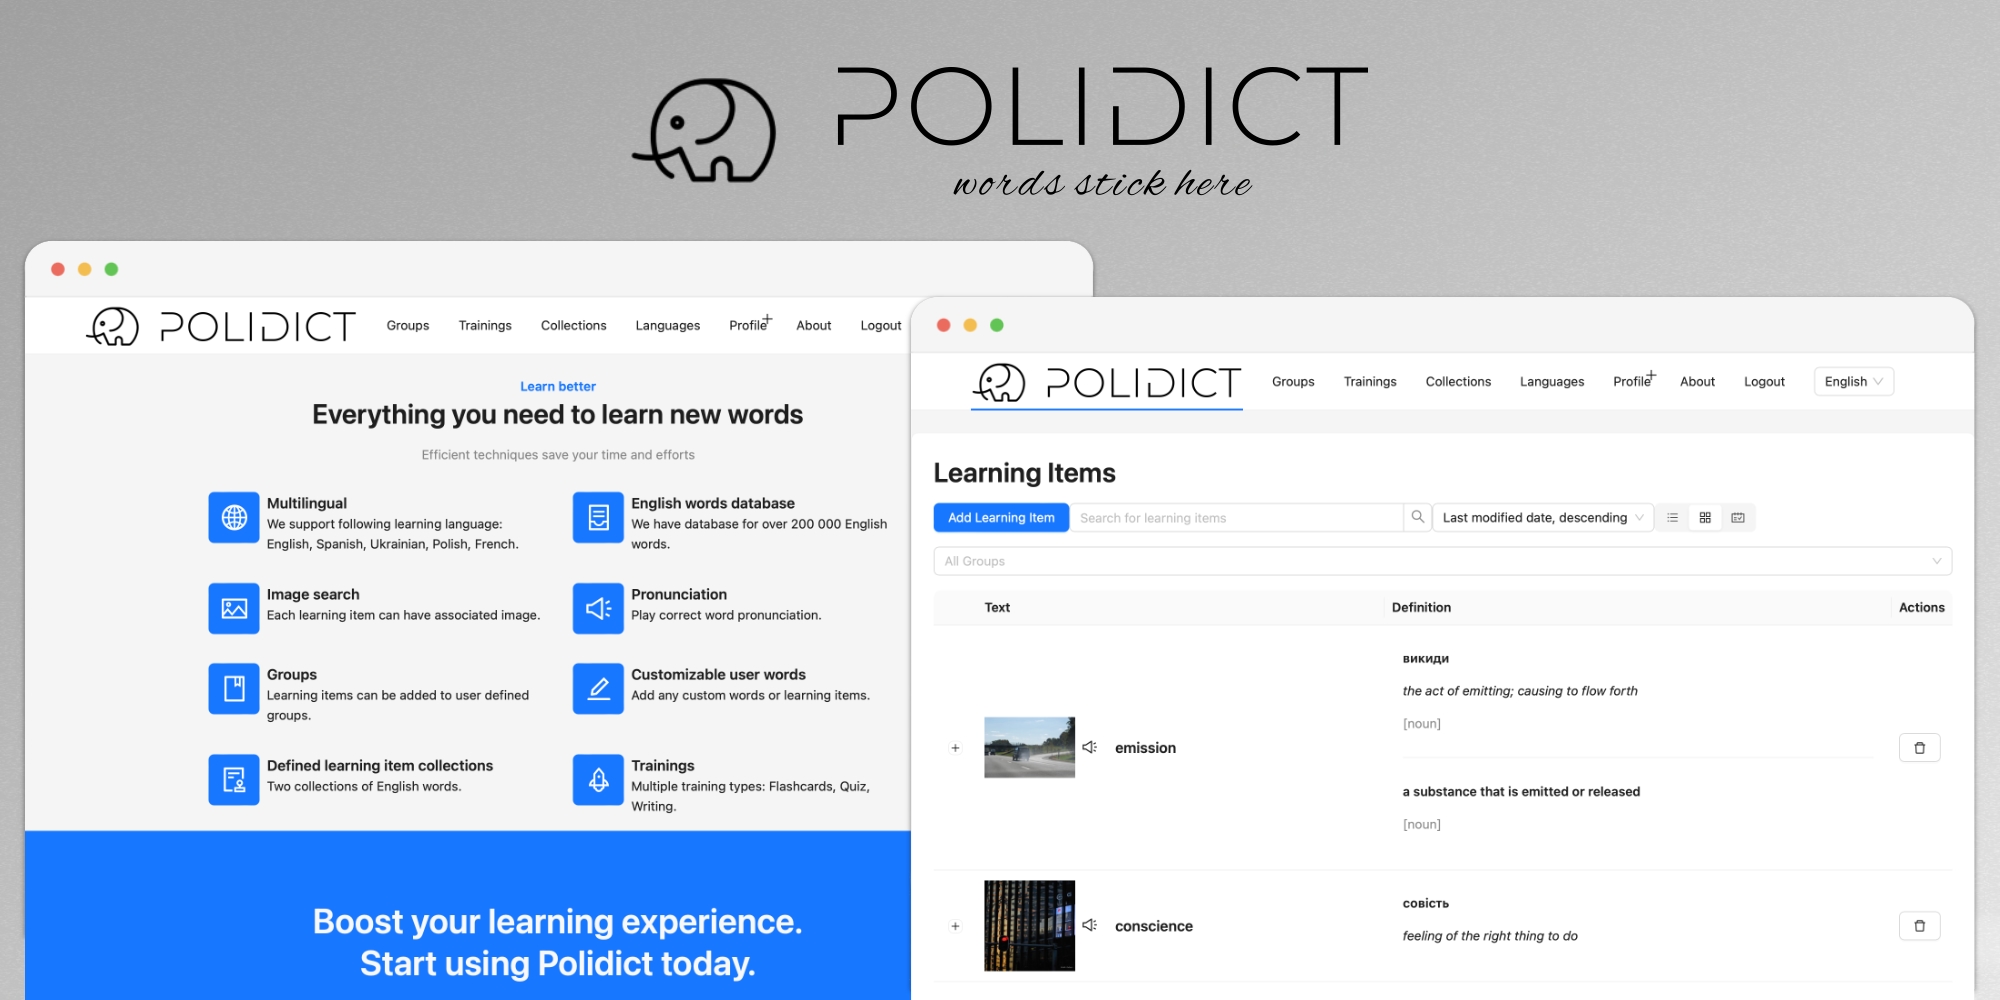 POLIDICT
words stick here
POLIDICT
Groups
Trainings
Collections
Languages
Profile
About
Logout
Learn better
Everything you need to learn new words
Efficient techniques save your time and efforts
Multilingual
We support following learning language:
English, Spanish, Ukrainian, Polish, French.
English words database
We have database for over 200 000 English
words.
Image search
Each learning item can have associated image.
Pronunciation
Play correct word pronunciation.
Groups
Learning items can be added to user defined
groups.
Customizable user words
Add any custom words or learning items.
Defined learning item collections
Two collections of English words.
Trainings
Multiple training types: Flashcards, Quiz,
Writing.
Boost your learning experience.
Start using Polidict today.
POLIDICT
Groups
Trainings
Collections
Languages
Profile
About
Logout
English
Learning Items
Add Learning Item
Search for learning items
Last modified date, descending
All Groups
Text
Definition
Actions
emission
викиди
the act of emitting; causing to flow forth
[noun]
a substance that is emitted or released
[noun]
conscience
совість
feeling of the right thing to do